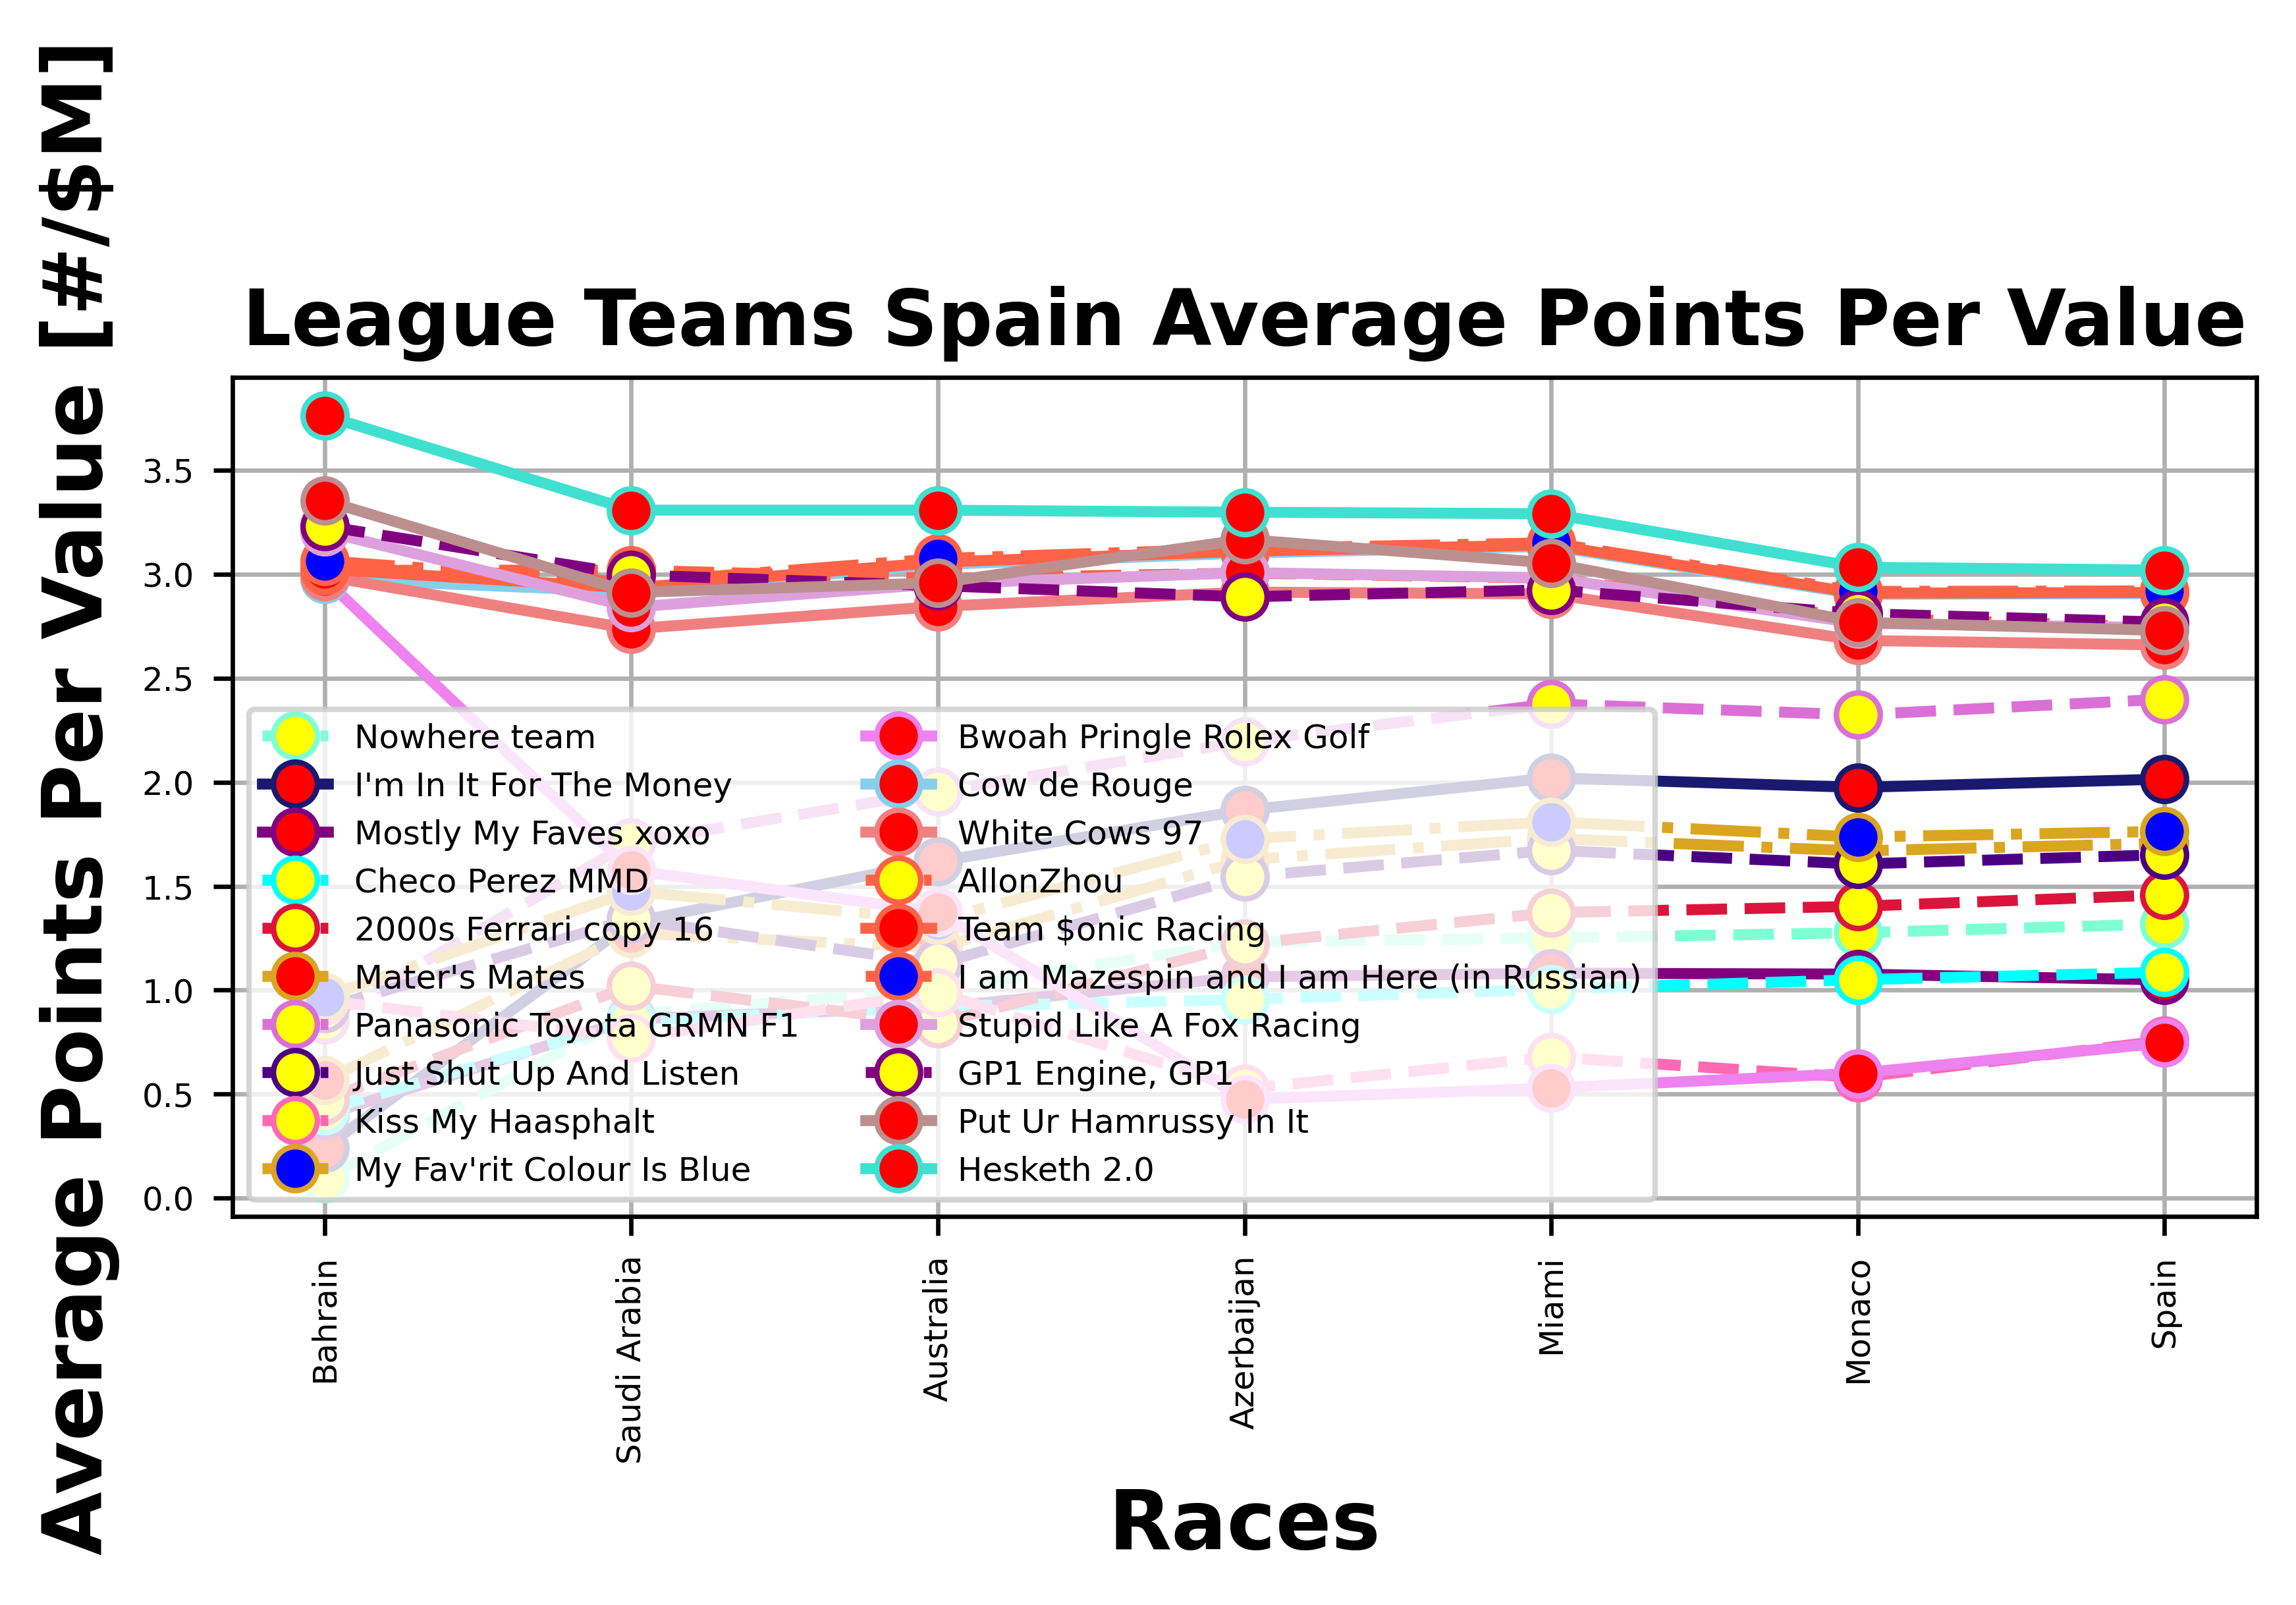 League Teams Spain Average Points Per Value
Average Points Per Value [#/$M]
3.5
3.0
2.5
2.0
1.5
1.0
0.5
0.0
Nowhere team
I'm In It For The Money
Mostly My Faves xoxo
Checo Perez MMD
2000s Ferrari copy 16
Mater's Mates
Panasonic Toyota GRMN F1
Just Shut Up And Listen
Kiss My Haasphalt
My Fav'rit Colour Is Blue
Bwoah Pringle Rolex Golf
Cow de Rouge
White Cows 97
AllonZhou
Team $onic Racing
I am Mazespin and I am Here (in Russian)
Stupid Like A Fox Racing
GP1 Engine, GP1
Put Ur Hamrussy In It
Hesketh 2.0
Bahrain
Saudi Arabia
Australia
Azerbaijan
Miami
Monaco
Spain
Races